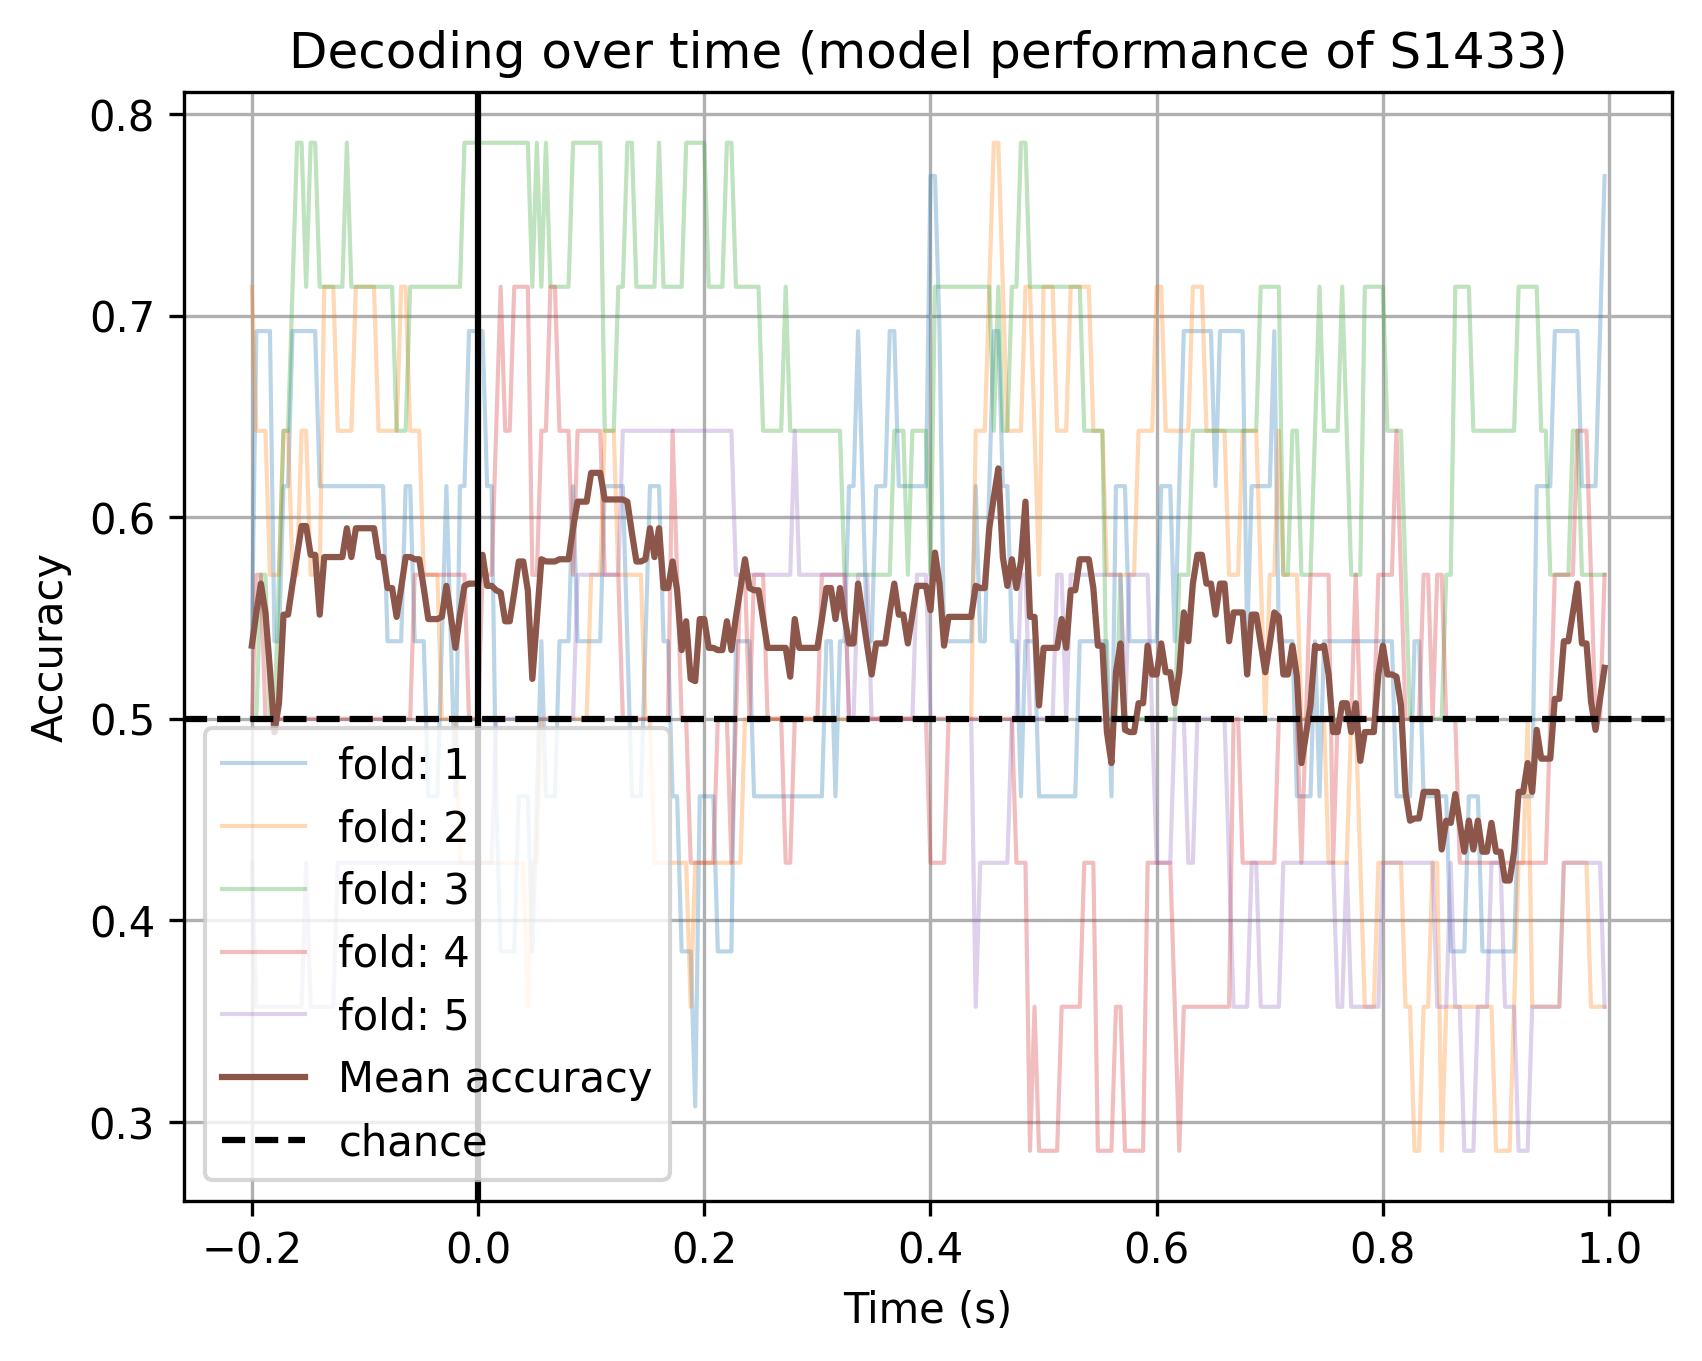 Decoding over time (model performance of S1433)
Accuracy
0.8
0.7
0.6
0.5
0.4
0.3
fold: 1
fold: 2
fold: 3
fold: 4
fold: 5
Mean accuracy
chance
−0.2 0.0 0.2 0.4 0.6 0.8 1.0
Time (s)